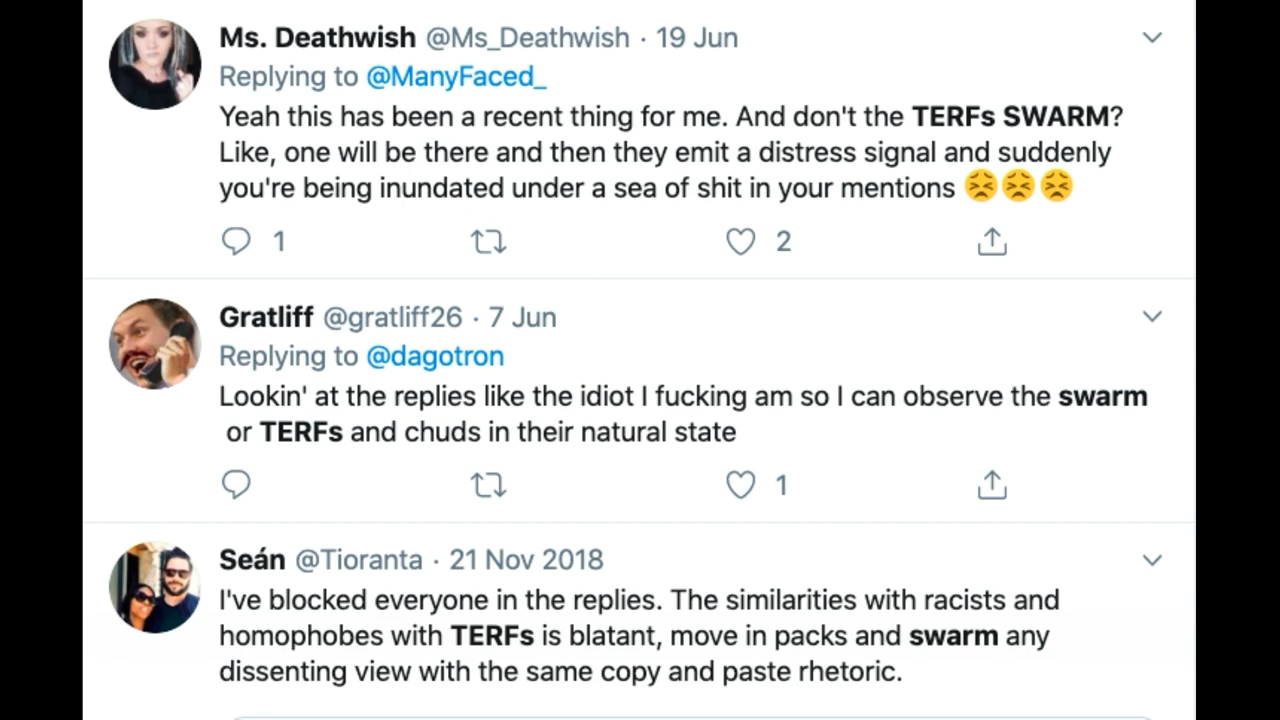 Ms. Deathwish @Ms_Deathwish · 19 Jun
Replying to @ManyFaced_
Yeah this has been a recent thing for me. And don't the TERFs SWARM?
Like, one will be there and then they emit a distress signal and suddenly
you're being inundated under a sea of shit in your mentions 😣😣😣
1 2
Gratliff @gratliff26 · 7 Jun
Replying to @dagotron
Lookin' at the replies like the idiot I fucking am so I can observe the swarm
or TERFs and chuds in their natural state
1
Seán @Tioranta · 21 Nov 2018
I've blocked everyone in the replies. The similarities with racists and
homophobes with TERFs is blatant, move in packs and swarm any
dissenting view with the same copy and paste rhetoric.